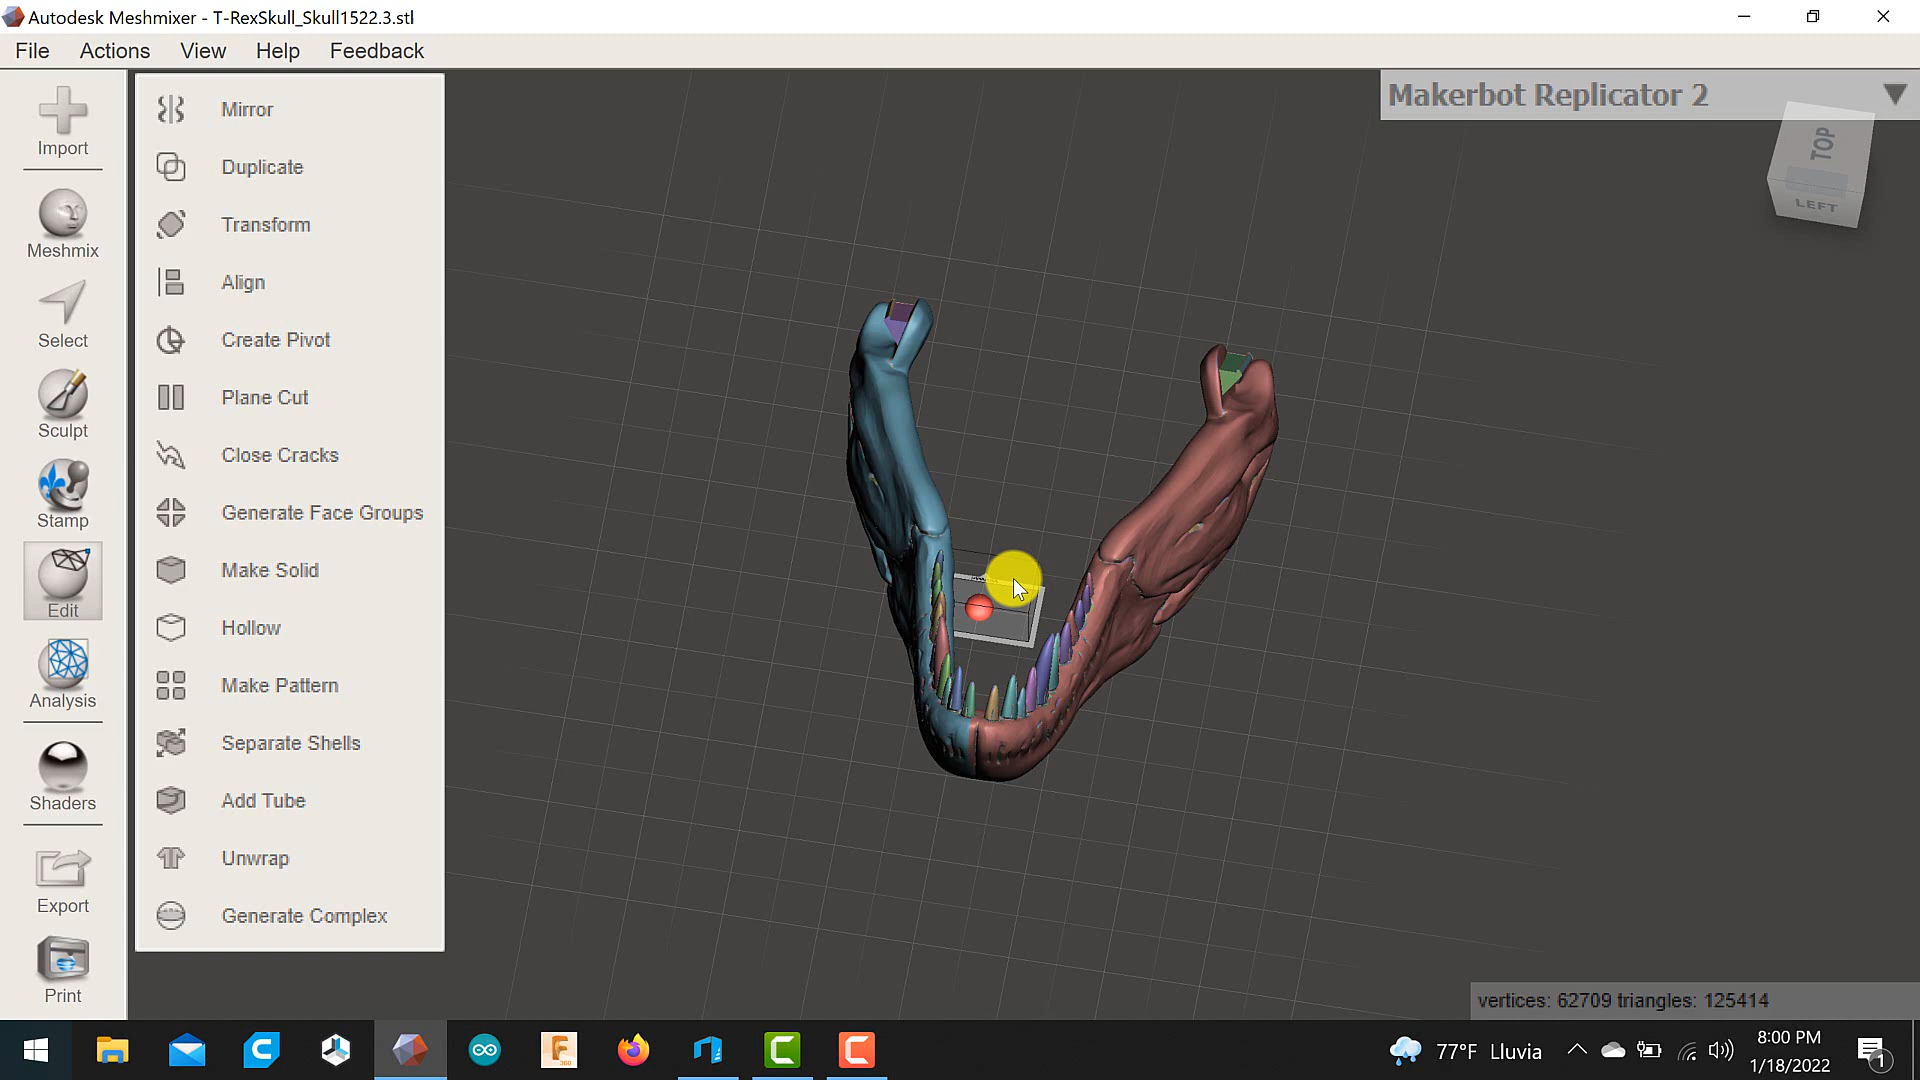 Autodesk Meshmixer - T-RexSkull_Skull1522.3.stl
File Actions View Help Feedback
Import
Meshmix
Select
Sculpt
Stamp
Edit
Analysis
Shaders
Export
Print
Mirror
Duplicate
Transform
Align
Create Pivot
Plane Cut
Close Cracks
Generate Face Groups
Make Solid
Hollow
Make Pattern
Separate Shells
Add Tube
Unwrap
Generate Complex
Makerbot Replicator 2
TOP
LEFT
vertices: 62709 triangles: 125414
77°F Lluvia
8:00 PM
1/18/2022
1
F
360